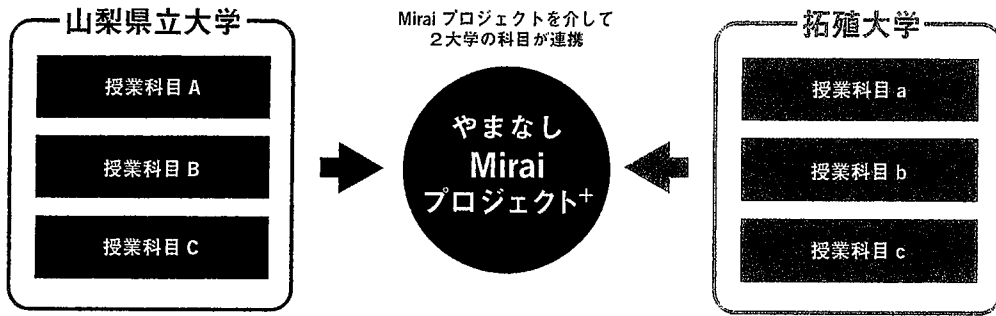 山梨県立大学
授業科目 A
授業科目 B
授業科目 C
Mirai プロジェクトを介して
2大学の科目が連携
やまなし
Mirai
プロジェクト+
拓殖大学
授業科目 a
授業科目 b
授業科目 c